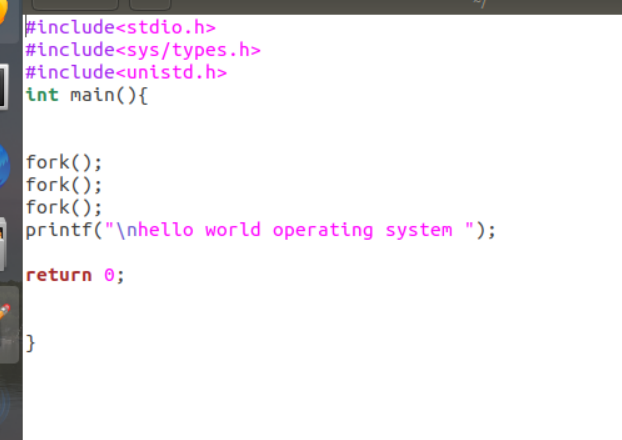 ~/
#include<stdio.h>
#include<sys/types.h>
#include<unistd.h>
int main(){
fork();
fork();
fork();
printf("\nhello world operating system ");
return 0;
}